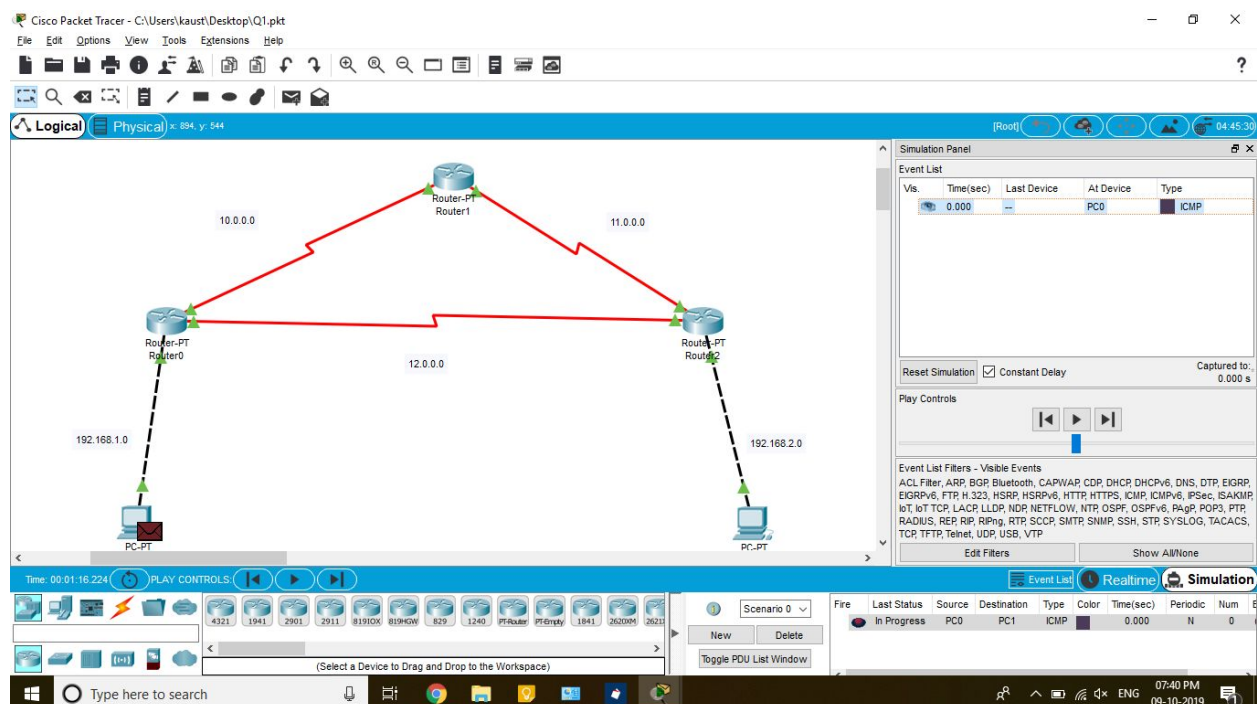 Cisco Packet Tracer - C:\Users\kaust\Desktop\Q1.pkt
File Edit Options View Tools Extensions Help
?
Logical Physical x: 894, y: 544 [Root] 04:45:30
Router-PT
Router1
10.0.0.0
11.0.0.0
Router-PT
Router0
Router-PT
Router2
12.0.0.0
192.168.1.0
192.168.2.0
PC-PT
PC-PT
Simulation Panel
Event List
Vis. Time(sec) Last Device At Device Type
0.000 -- PC0 ICMP
Reset Simulation Constant Delay Captured to:
0.000 s
Play Controls
Event List Filters - Visible Events
ACL Filter, ARP, BGP, Bluetooth, CAPWAP, CDP, DHCP, DHCPv6, DNS, DTP, EIGRP,
EIGRPv6, FTP, H.323, HSRP, HSRPv6, HTTP, HTTPS, ICMP, ICMPv6, IPSec, ISAKMP,
IoT, IoT TCP, LACP, LLDP, NDP, NETFLOW, NTP, OSPF, OSPFv6, PAgP, POP3, PTP,
RADIUS, REP, RIP, RIPng, RTP, SCCP, SMTP, SNMP, SSH, STP, SYSLOG, TACACS,
TCP, TFTP, Telnet, UDP, USB, VTP
Edit Filters Show All/None
Time: 00:01:16.224 PLAY CONTROLS: Event List Realtime Simulation
4321 1941 2901 2911 819IOX 819HGW 829 1240 PT-Router PT-Empty 1841 2620XM
(Select a Device to Drag and Drop to the Workspace)
Scenario 0
New Delete
Toggle PDU List Window
Fire Last Status Source Destination Type Color Time(sec) Periodic Num
In Progress PC0 PC1 ICMP 0.000 N 0
Type here to search
ENG
07:40 PM
09-10-2019
1